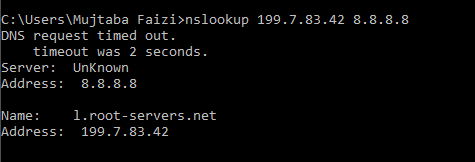 C:\Users\Mujtaba Faizi>nslookup 199.7.83.42 8.8.8.8
DNS request timed out.
    timeout was 2 seconds.
Server:  UnKnown
Address:  8.8.8.8

Name:    l.root-servers.net
Address:  199.7.83.42